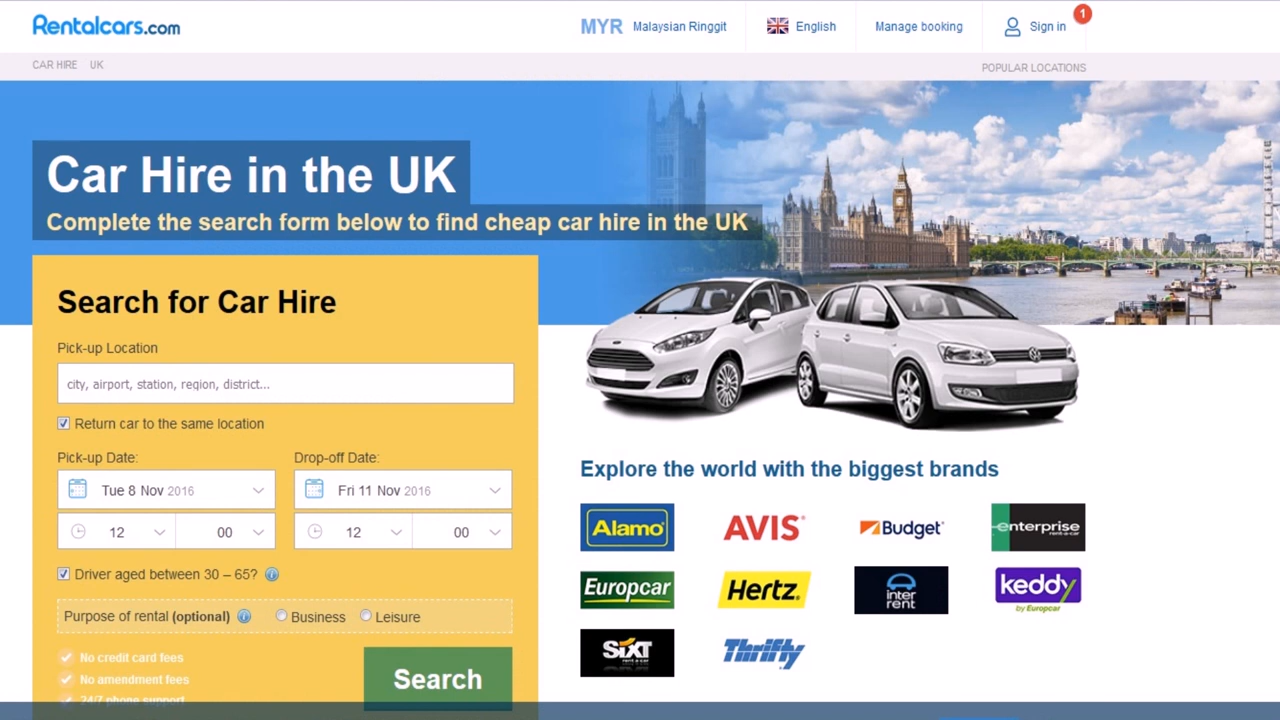 Rentalcars.com
MYR Malaysian Ringgit
English
Manage booking
Sign in
1
CAR HIRE UK
POPULAR LOCATIONS
Car Hire in the UK
Complete the search form below to find cheap car hire in the UK
Search for Car Hire
Pick-up Location
city, airport, station, region, district...
Return car to the same location
Pick-up Date:
Drop-off Date:
Tue 8 Nov 2016
Fri 11 Nov 2016
12 00
12 00
Driver aged between 30 – 65?
Purpose of rental (optional) Business Leisure
No credit card fees
No amendment fees
24/7 phone support
Search
Explore the world with the biggest brands
Alamo
AVIS
Budget
enterprise
rent-a-car
Europcar
Hertz
inter
rent
keddy
by Europcar
SiXT
rent a car
Thrifty